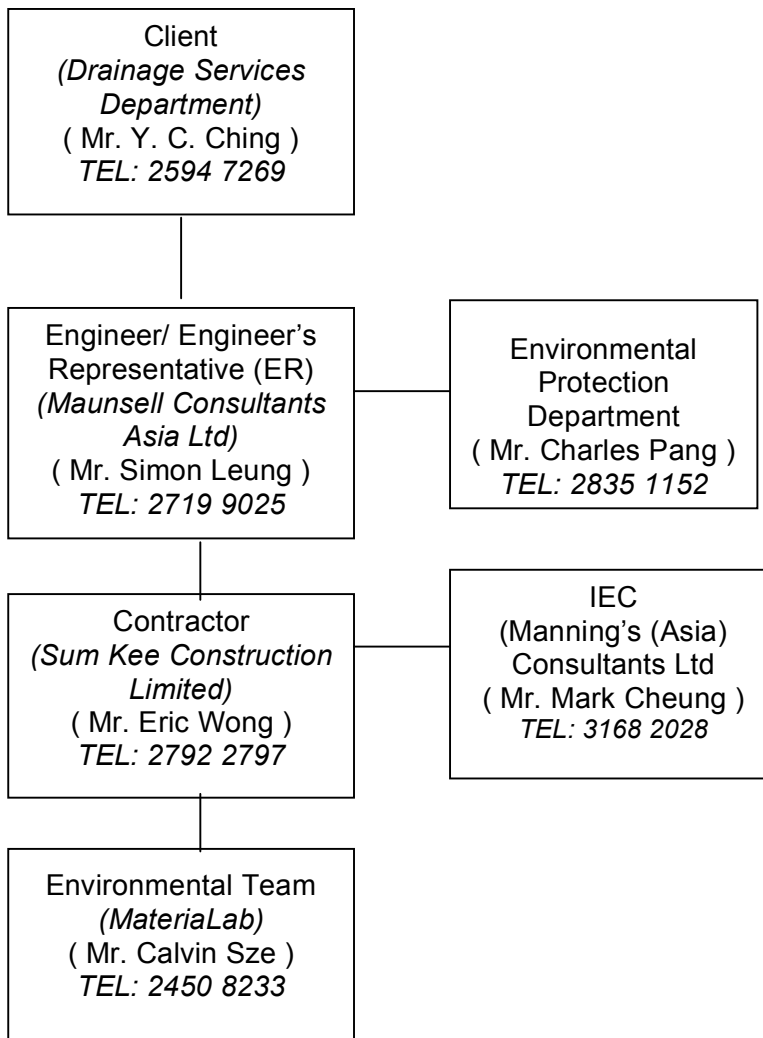 Client
(Drainage Services
Department)
( Mr. Y. C. Ching )
TEL: 2594 7269
Engineer/ Engineer’s
Representative (ER)
(Maunsell Consultants
Asia Ltd)
( Mr. Simon Leung )
TEL: 2719 9025
Environmental
Protection
Department
( Mr. Charles Pang )
TEL: 2835 1152
Contractor
(Sum Kee Construction
Limited)
( Mr. Eric Wong )
TEL: 2792 2797
IEC
(Manning’s (Asia)
Consultants Ltd
( Mr. Mark Cheung )
TEL: 3168 2028
Environmental Team
(MateriaLab)
( Mr. Calvin Sze )
TEL: 2450 8233